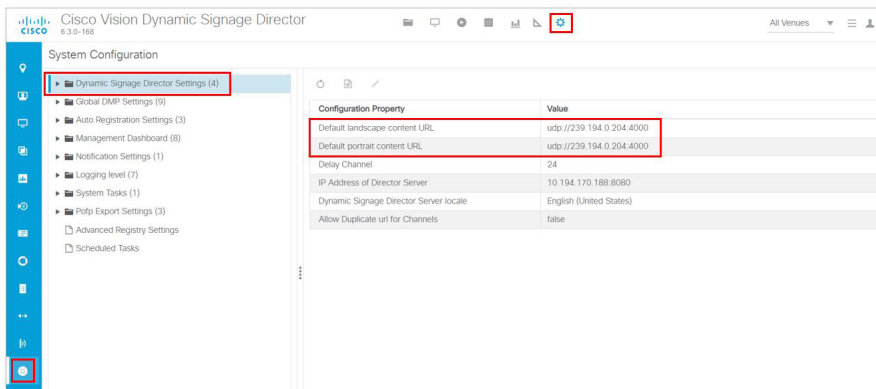 Cisco Vision Dynamic Signage Director
CISCO 6.3.0-168
All Venues
System Configuration
Dynamic Signage Director Settings (4)
Global DMP Settings (9)
Auto Registration Settings (3)
Management Dashboard (8)
Notification Settings (1)
Logging level (7)
System Tasks (1)
Pofp Export Settings (3)
Advanced Registry Settings
Scheduled Tasks
Configuration Property Value
Default landscape content URL udp://239.194.0.204:4000
Default portrait content URL udp://239.194.0.204:4000
Delay Channel 24
IP Address of Director Server 10.194.170.188:8080
Dynamic Signage Director Server locale English (United States)
Allow Duplicate url for Channels false